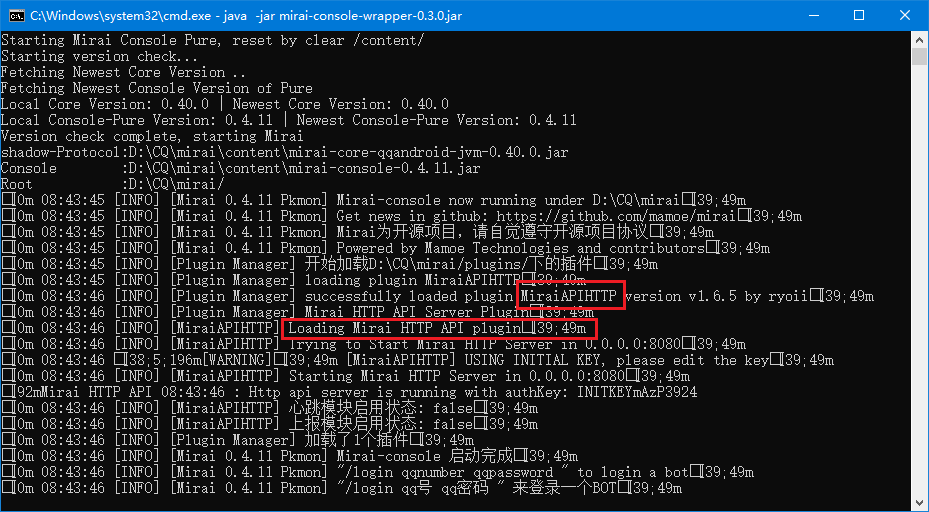 C:\Windows\system32\cmd.exe - java  -jar mirai-console-wrapper-0.3.0.jar
Starting Mirai Console Pure, reset by clear /content/
Starting version check...
Fetching Newest Core Version ..
Fetching Newest Console Version of Pure
Local Core Version: 0.40.0 | Newest Core Version: 0.40.0
Local Console-Pure Version: 0.4.11 | Newest Console-Pure Version: 0.4.11
Version check complete, starting Mirai
shadow-Protocol:D:\CQ\mirai\content\mirai-core-qqandroid-jvm-0.40.0.jar
Console        :D:\CQ\mirai\content\mirai-console-0.4.11.jar
Root           :D:\CQ\mirai/
□[0m 08:43:45 [INFO] [Mirai 0.4.11 Pkmon] Mirai-console now running under D:\CQ\mirai□[39;49m
□[0m 08:43:45 [INFO] [Mirai 0.4.11 Pkmon] Get news in github: https://github.com/mamoe/mirai□[39;49m
□[0m 08:43:45 [INFO] [Mirai 0.4.11 Pkmon] Mirai为开源项目，请自觉遵守开源项目协议□[39;49m
□[0m 08:43:45 [INFO] [Mirai 0.4.11 Pkmon] Powered by Mamoe Technologies and contributors□[39;49m
□[0m 08:43:45 [INFO] [Plugin Manager] 开始加载D:\CQ\mirai/plugins/下的插件□[39;49m
□[0m 08:43:45 [INFO] [Plugin Manager] loading plugin MiraiAPIHTTP□[39;49m
□[0m 08:43:46 [INFO] [Plugin Manager] successfully loaded plugin MiraiAPIHTTP version v1.6.5 by ryoii□[39;49m
□[0m 08:43:46 [INFO] [Plugin Manager] Mirai HTTP API Server Plugin□[39;49m
□[0m 08:43:46 [INFO] [MiraiAPIHTTP] Loading Mirai HTTP API plugin□[39;49m
□[0m 08:43:46 [INFO] [MiraiAPIHTTP] Trying to Start Mirai HTTP Server in 0.0.0.0:8080□[39;49m
□[0m 08:43:46 □[38;5;196m[WARNING]□[39;49m [MiraiAPIHTTP] USING INITIAL KEY, please edit the key□[39;49m
□[0m 08:43:46 [INFO] [MiraiAPIHTTP] Starting Mirai HTTP Server in 0.0.0.0:8080□[39;49m
□[92mMirai HTTP API 08:43:46 : Http api server is running with authKey: INITKEYmAzP3924
□[0m 08:43:46 [INFO] [MiraiAPIHTTP] 心跳模块启用状态: false□[39;49m
□[0m 08:43:46 [INFO] [MiraiAPIHTTP] 上报模块启用状态: false□[39;49m
□[0m 08:43:46 [INFO] [Plugin Manager] 加载了1个插件□[39;49m
□[0m 08:43:46 [INFO] [Mirai 0.4.11 Pkmon] Mirai-console 启动完成□[39;49m
□[0m 08:43:46 [INFO] [Mirai 0.4.11 Pkmon] "/login qqnumber qqpassword " to login a bot□[39;49m
□[0m 08:43:46 [INFO] [Mirai 0.4.11 Pkmon] "/login qq号 qq密码 " 来登录一个BOT□[39;49m